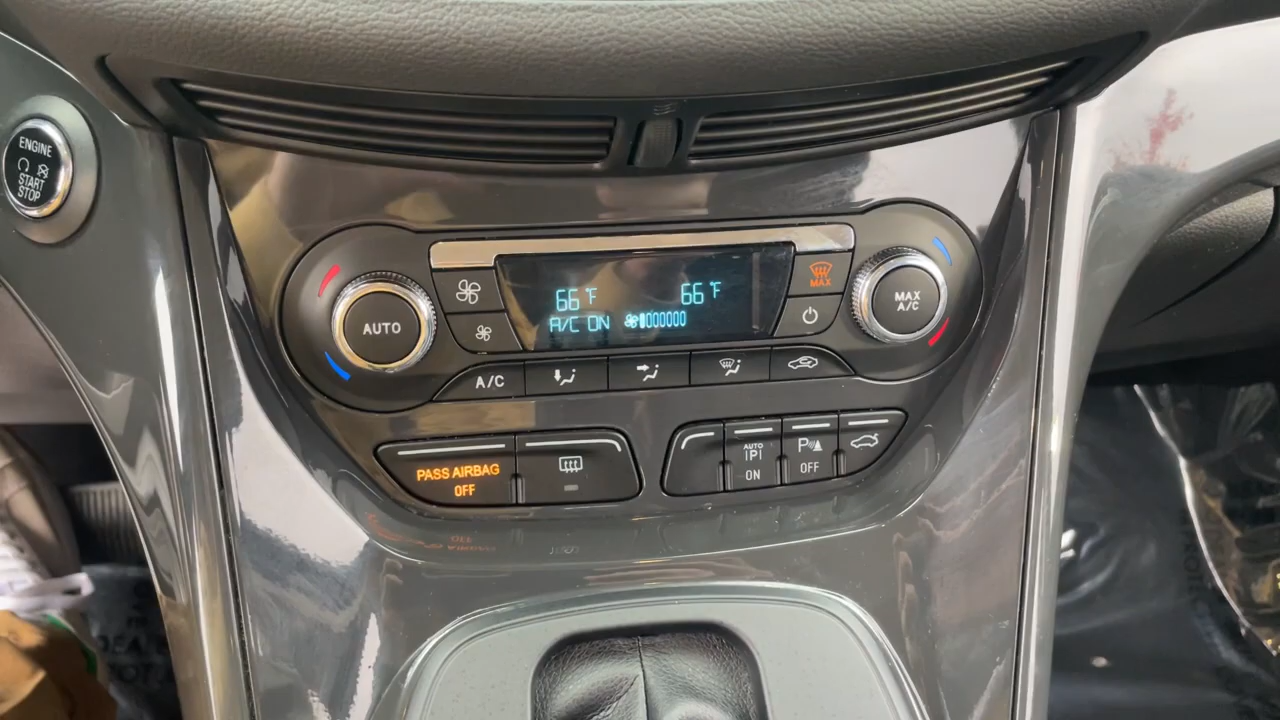 ENGINE
START
STOP
66 °F
66 °F
A/C ON
MAX
AUTO
MAX
A/C
A/C
PASS AIRBAG
OFF
AUTO
P
ON
P
OFF